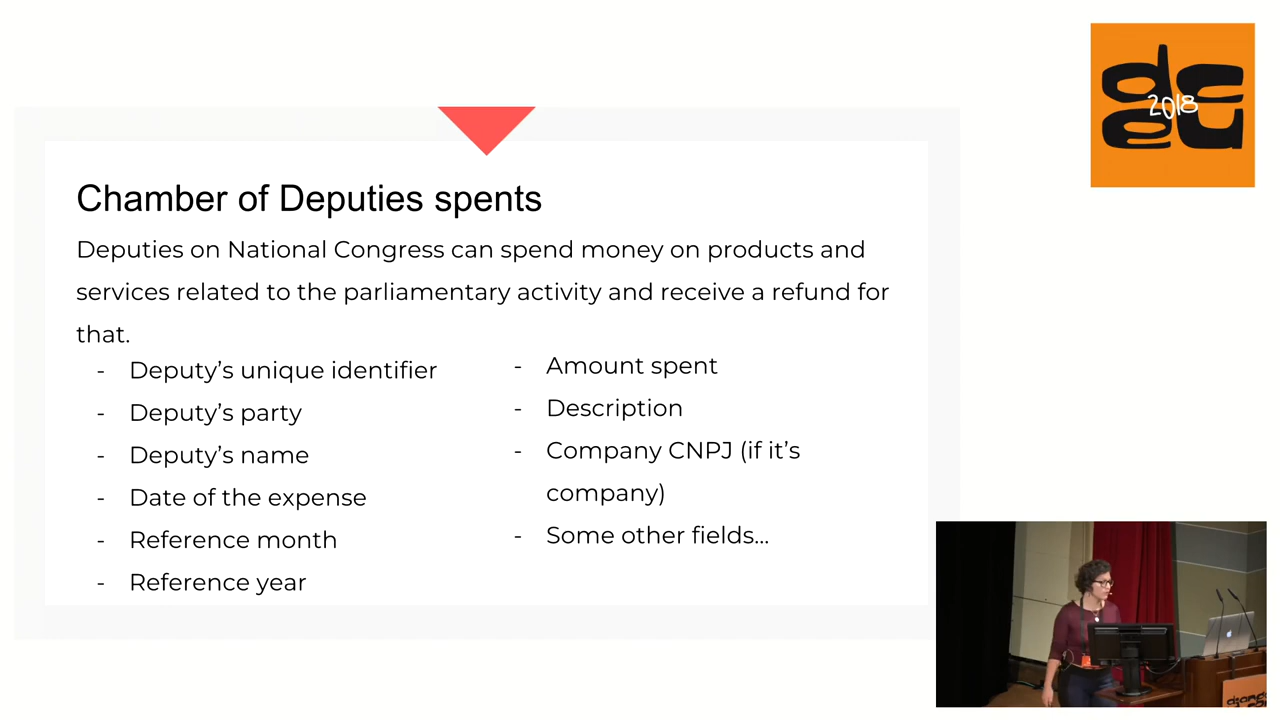 2018
Chamber of Deputies spents
Deputies on National Congress can spend money on products and
services related to the parliamentary activity and receive a refund for
that.
- Deputy’s unique identifier
- Deputy’s party
- Deputy’s name
- Date of the expense
- Reference month
- Reference year
- Amount spent
- Description
- Company CNPJ (if it’s
company)
- Some other fields...